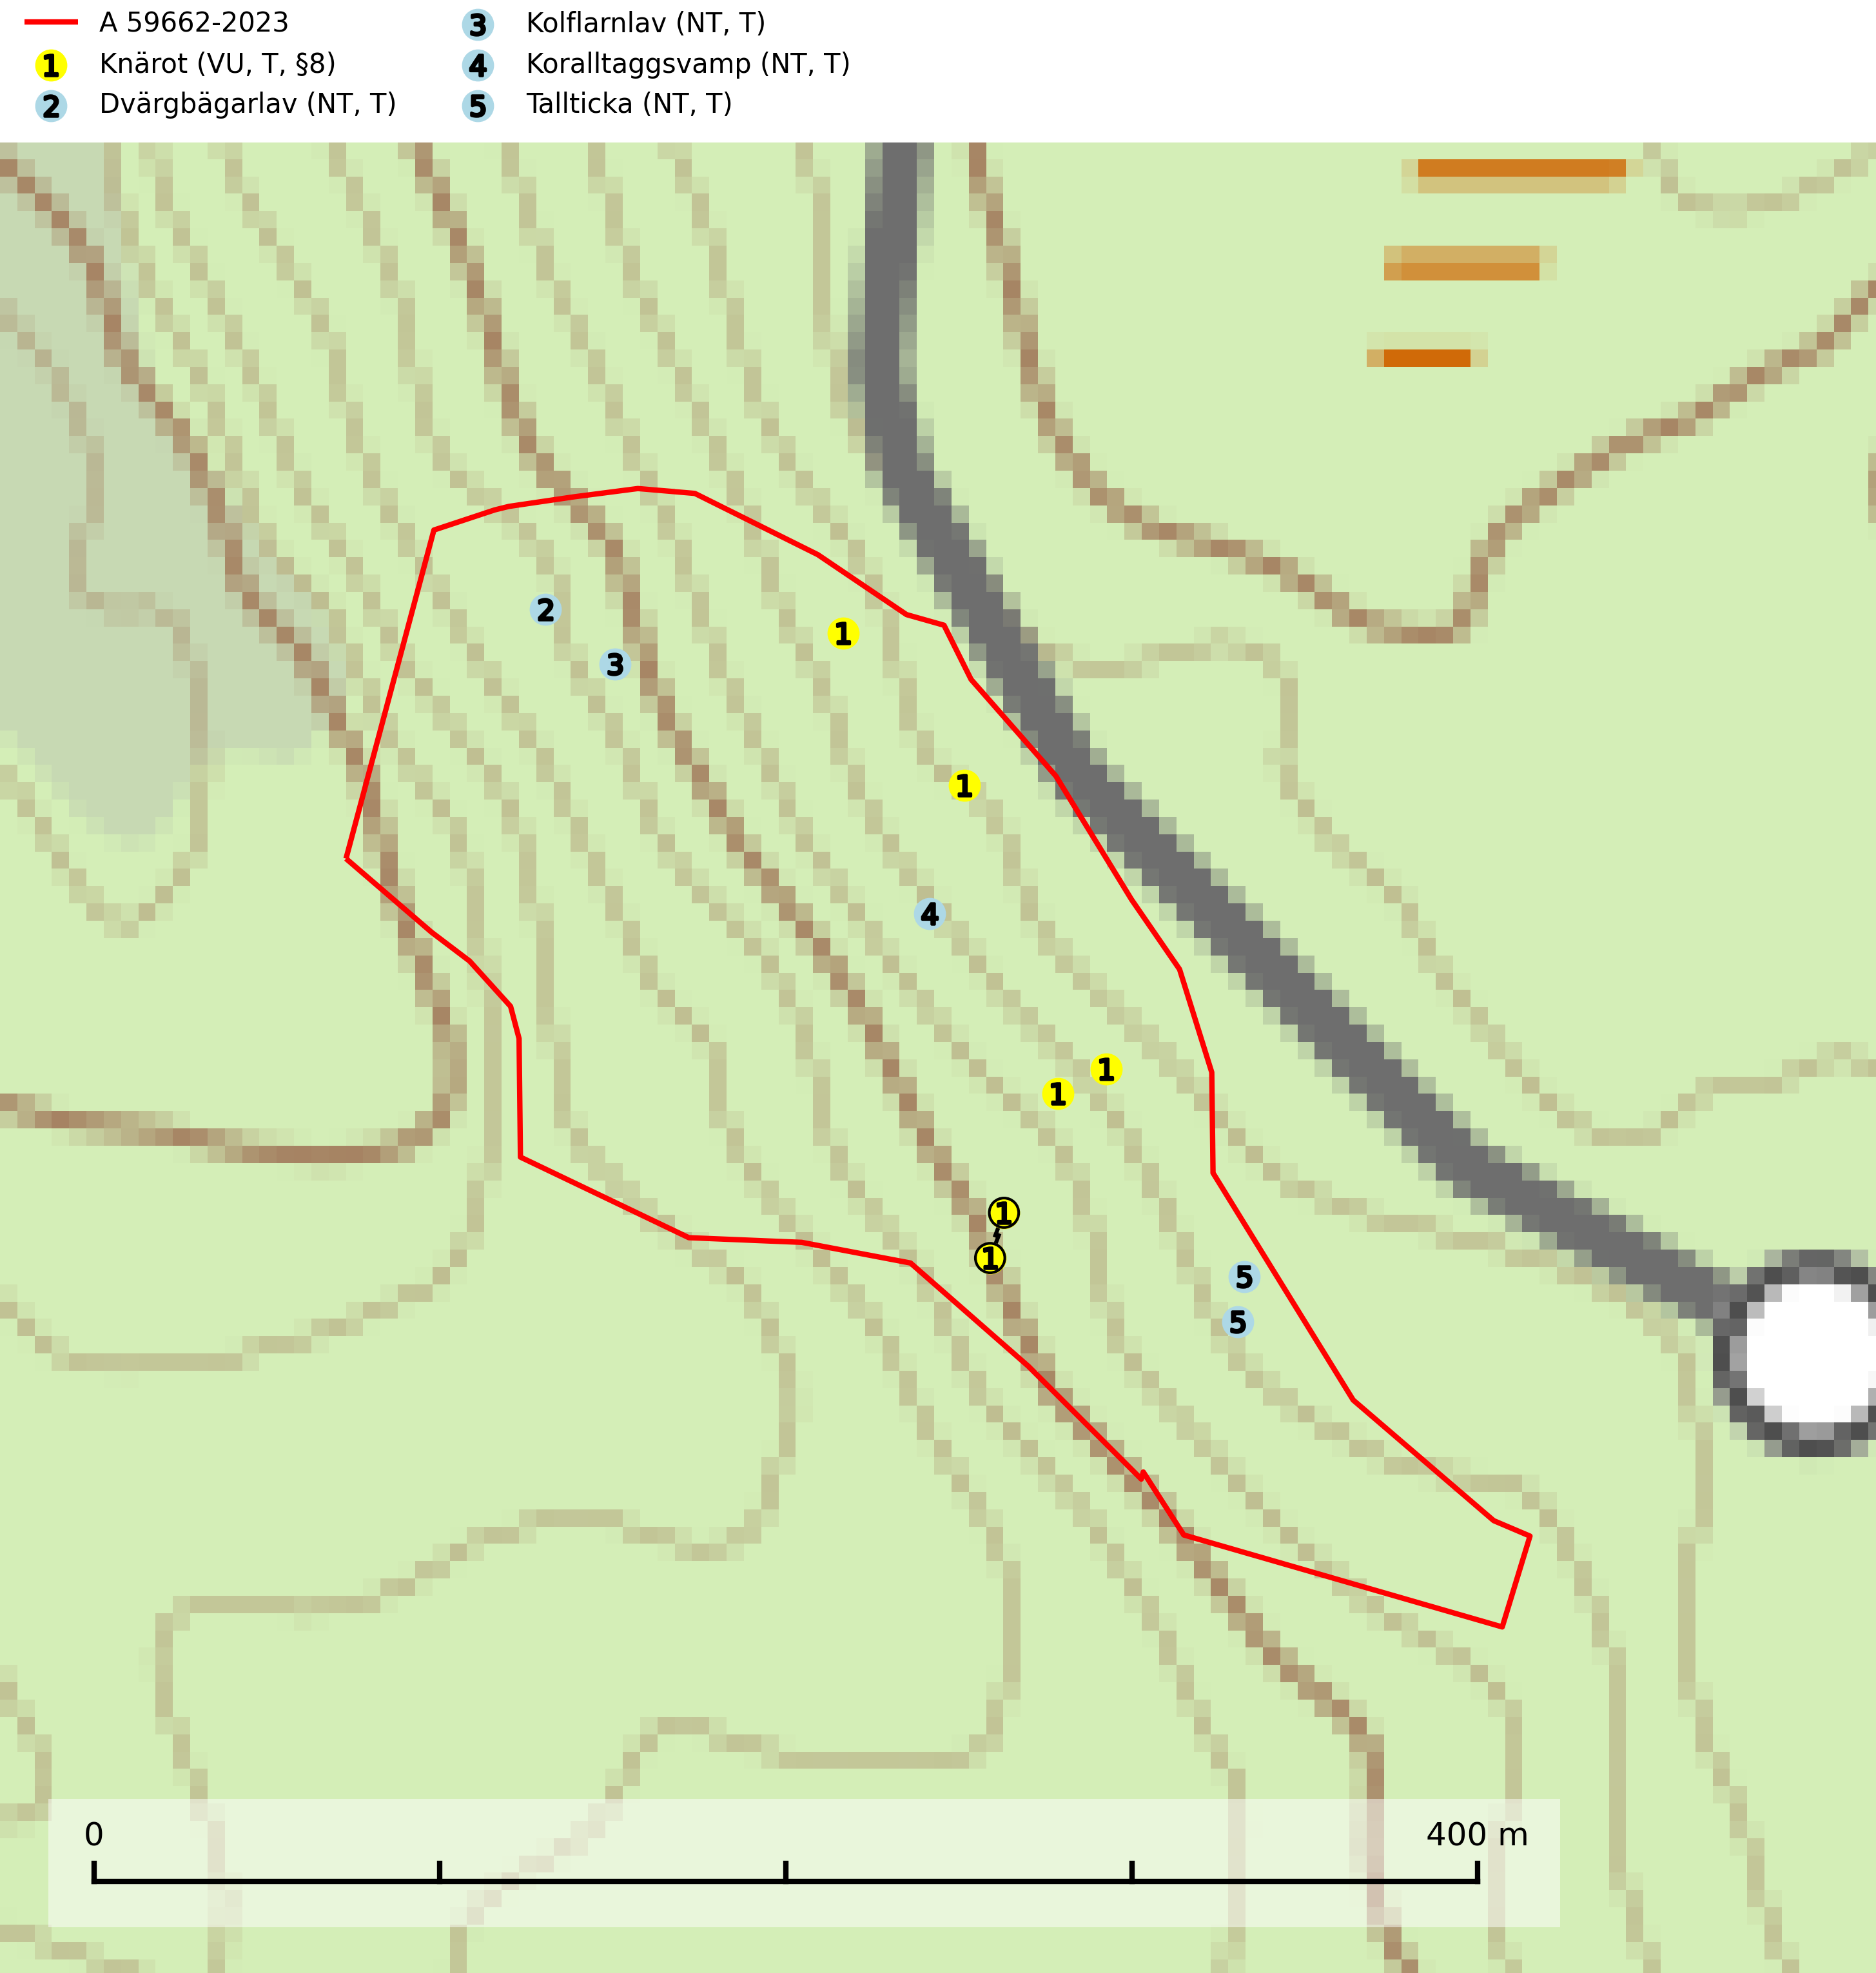 A 59662-2023
1 Knärot (VU, T, §8)
2 Dvärgbägarlav (NT, T)
3 Kolflarnlav (NT, T)
4 Koralltaggsvamp (NT, T)
5 Tallticka (NT, T)
2
1
3
1
4
1
1
1
1
5
5
0 400 m